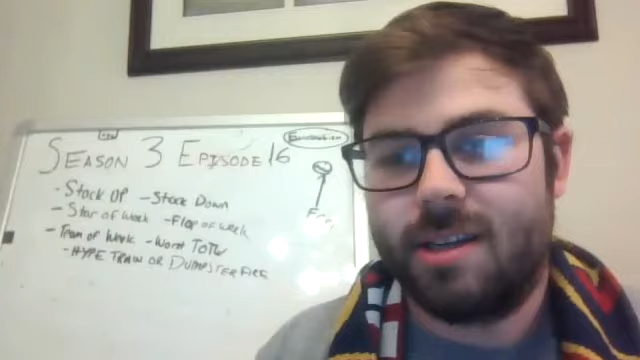 SEASON 3 EPISODE 16
- Stock UP - Stock Down
- Star of Week - Flop of Week
- Team of Week - Worst TOTW
- HYPE TRAIN OR DUMPSTER FIRE